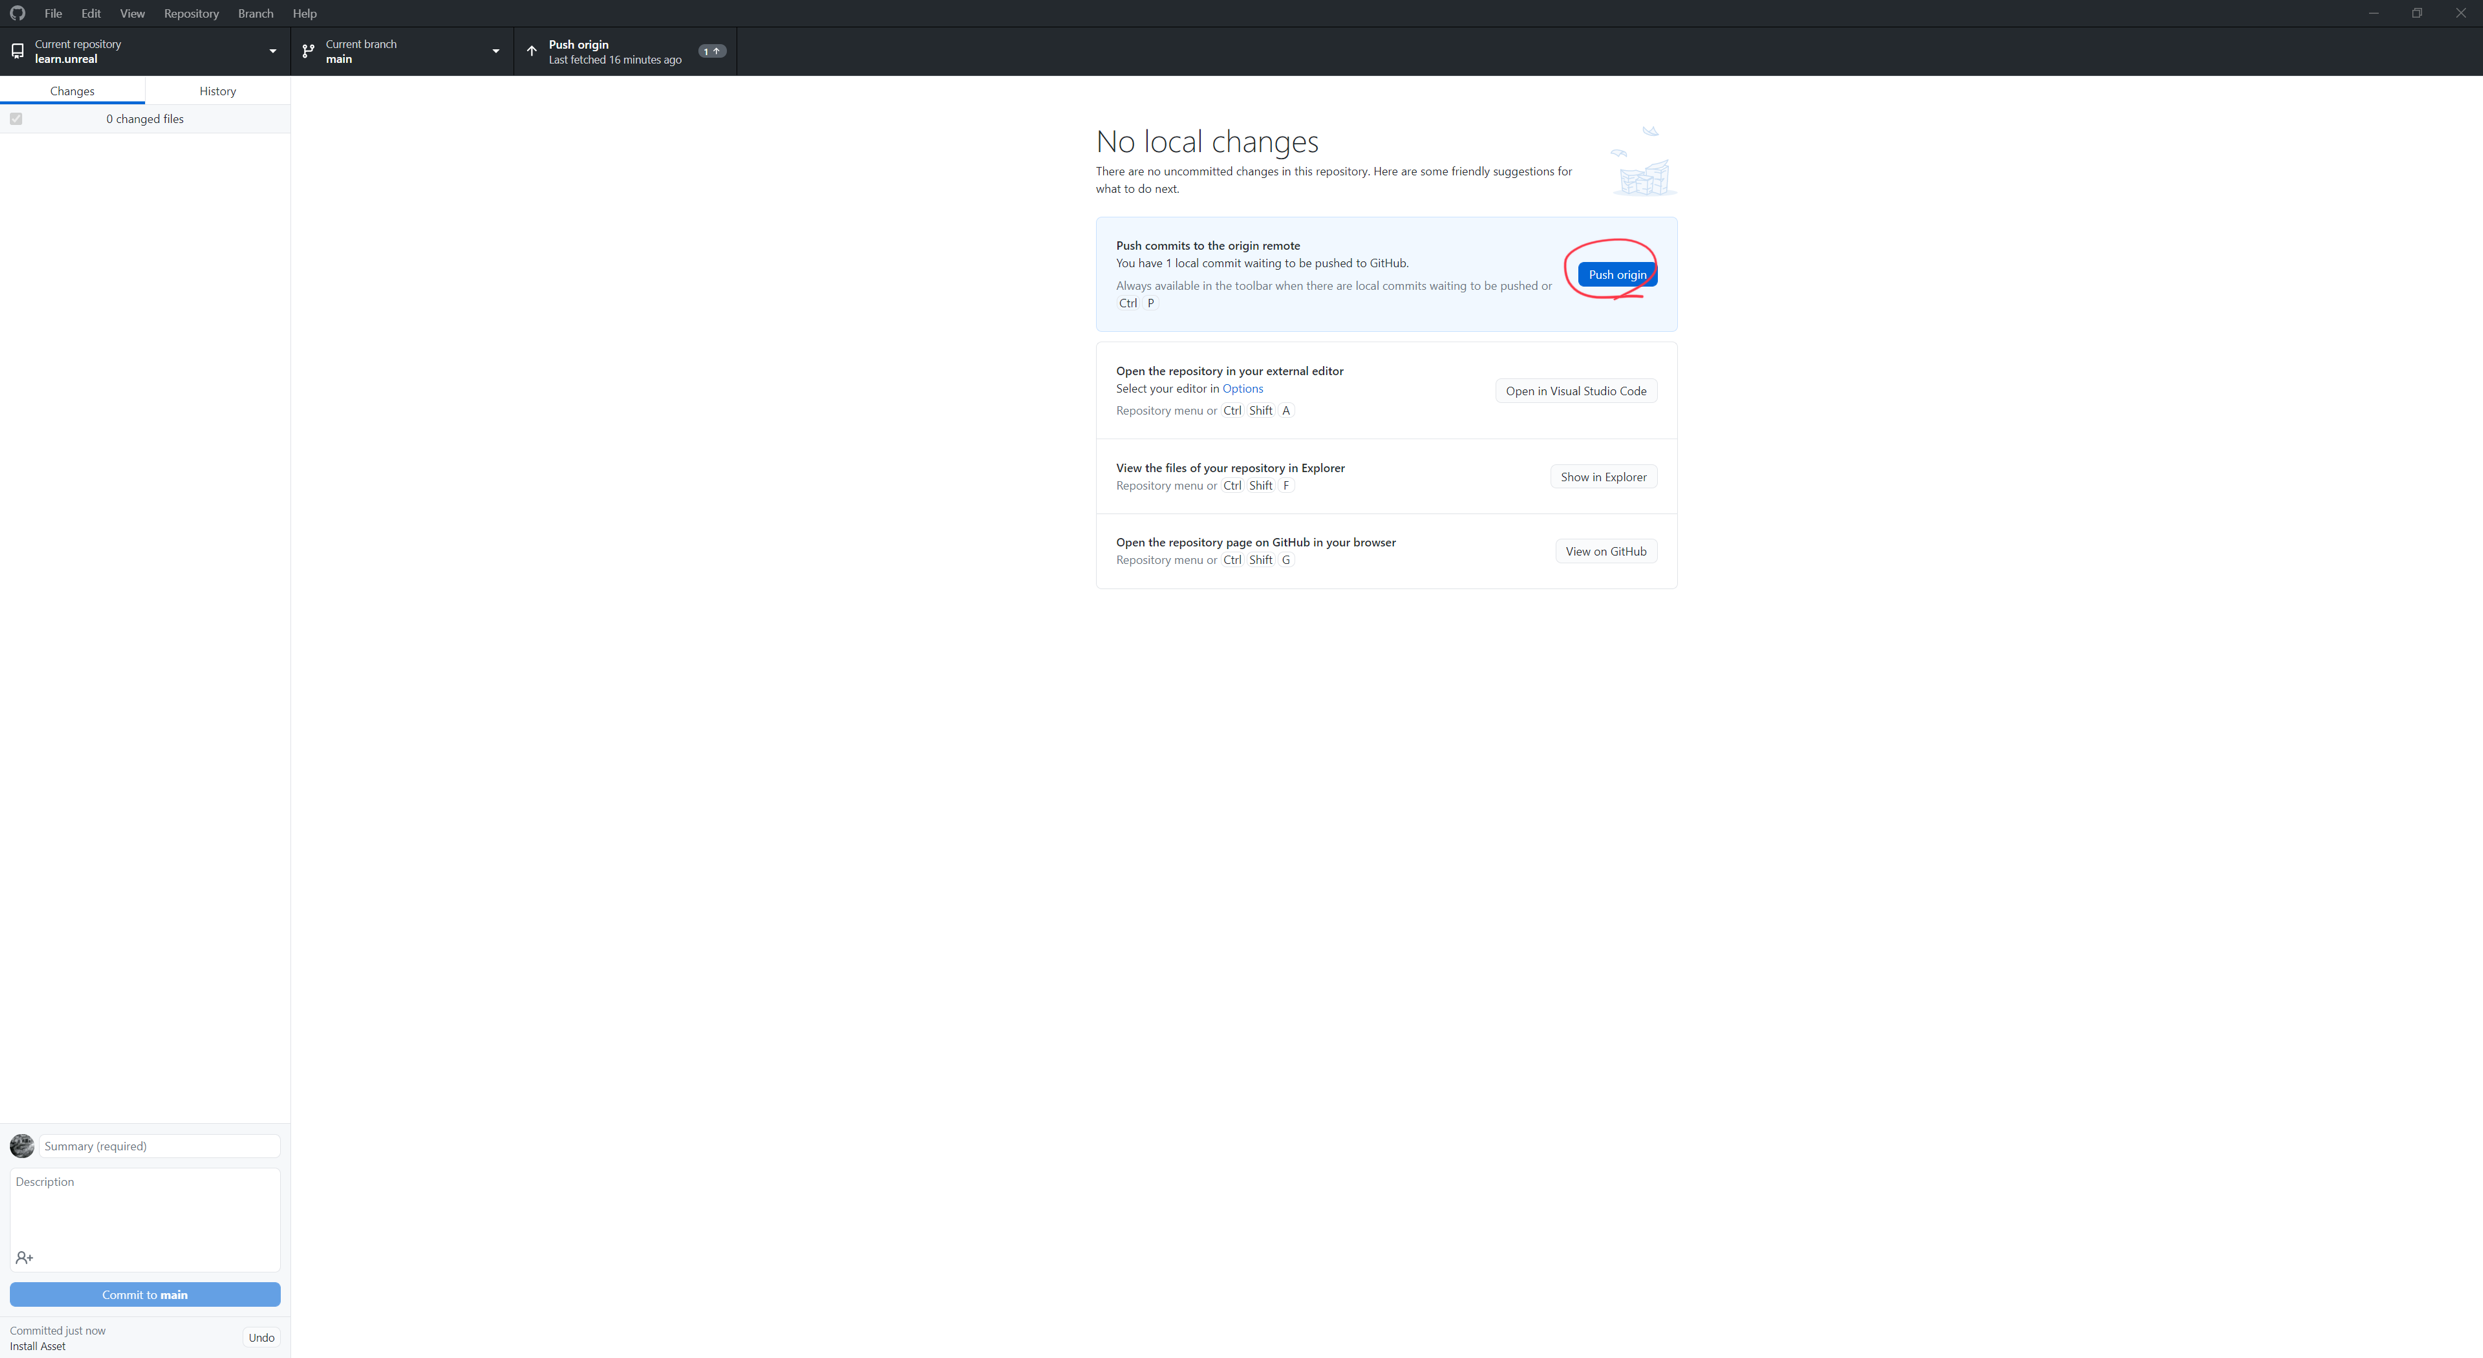 File Edit View Repository Branch Help
Current repository
learn.unreal
Current branch
main
Push origin
Last fetched 16 minutes ago
1
Changes History
0 changed files
No local changes
There are no uncommitted changes in this repository. Here are some friendly suggestions for
what to do next.
Push commits to the origin remote
You have 1 local commit waiting to be pushed to GitHub.
Always available in the toolbar when there are local commits waiting to be pushed or
Ctrl P
Push origin
Open the repository in your external editor
Select your editor in Options
Repository menu or Ctrl Shift A
Open in Visual Studio Code
View the files of your repository in Explorer
Repository menu or Ctrl Shift F
Show in Explorer
Open the repository page on GitHub in your browser
Repository menu or Ctrl Shift G
View on GitHub
Summary (required)
Description
Commit to main
Committed just now
Install Asset
Undo